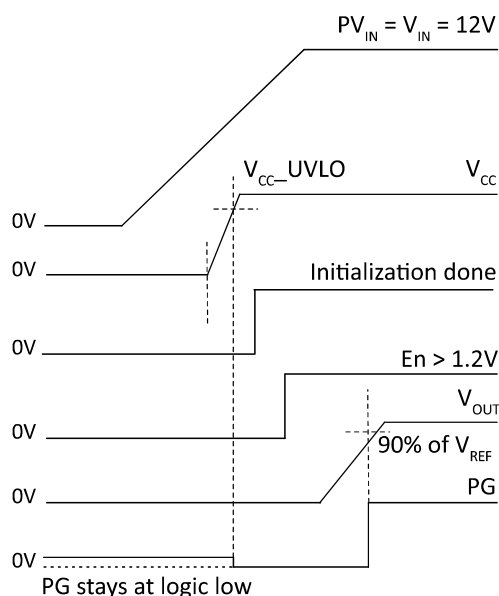 PV_IN = V_IN = 12V
V_CC_UVLO
V_CC
0V
0V
Initialization done
0V
En > 1.2V
V_OUT
0V
90% of V_REF
PG
0V
0V
PG stays at logic low